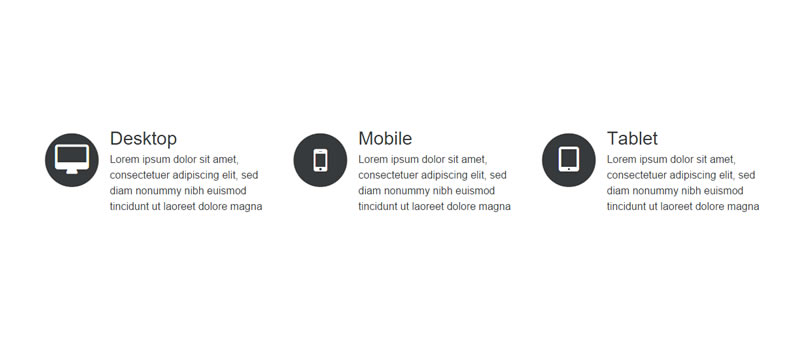 Desktop
Lorem ipsum dolor sit amet,
consectetuer adipiscing elit, sed
diam nonummy nibh euismod
tincidunt ut laoreet dolore magna
Mobile
Lorem ipsum dolor sit amet,
consectetuer adipiscing elit, sed
diam nonummy nibh euismod
tincidunt ut laoreet dolore magna
Tablet
Lorem ipsum dolor sit amet,
consectetuer adipiscing elit, sed
diam nonummy nibh euismod
tincidunt ut laoreet dolore magna